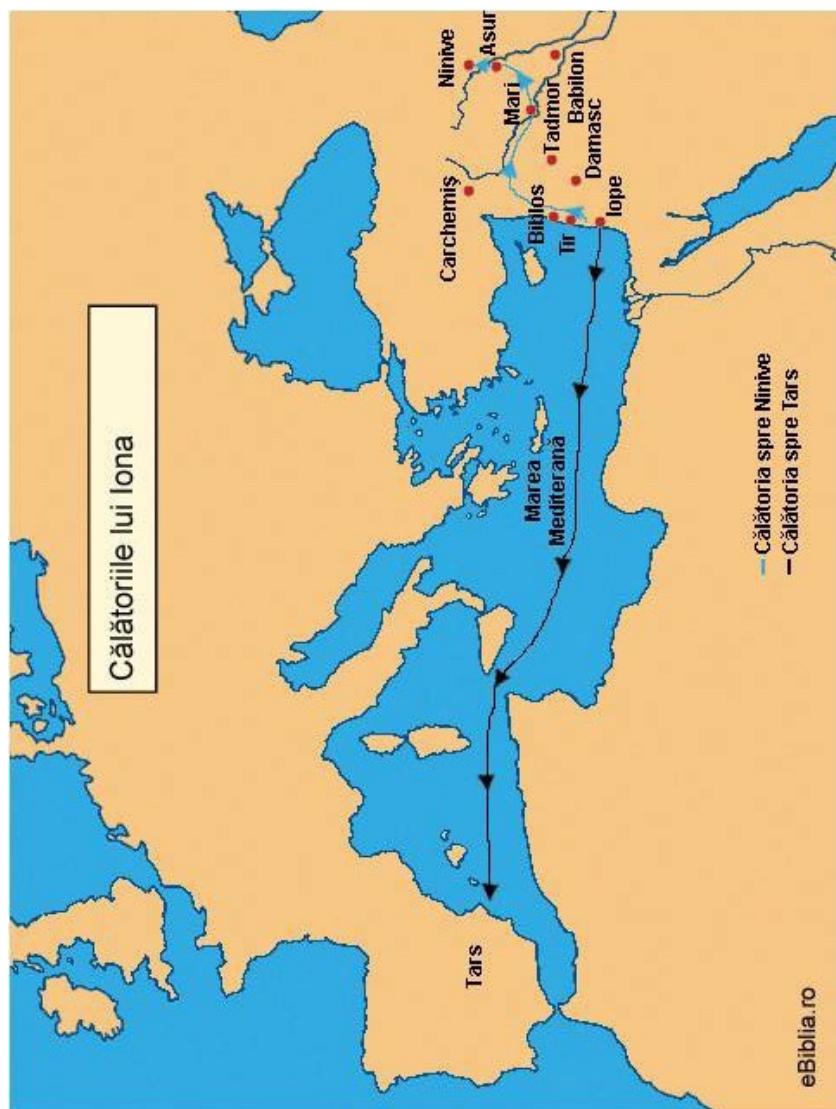 Călătoriile lui Iona
Ninive
Asur
Carchemiş
Mari
Tadmor
Babilon
Biblos
Tir
Damasc
Iope
Marea
Mediterană
Tars
Călătoria spre Ninive
Călătoria spre Tars
eBiblia.ro